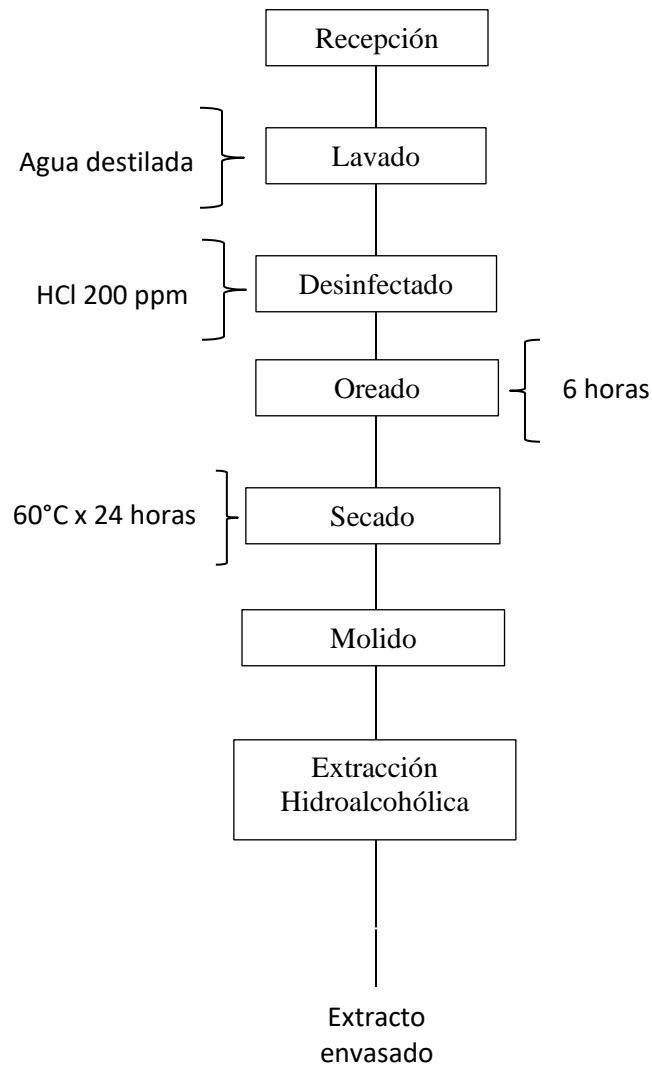 Recepción
Agua destilada
Lavado
HCl 200 ppm
Desinfectado
Oreado
6 horas
60°C x 24 horas
Secado
Molido
Extracción
Hidroalcohólica
Extracto
envasado